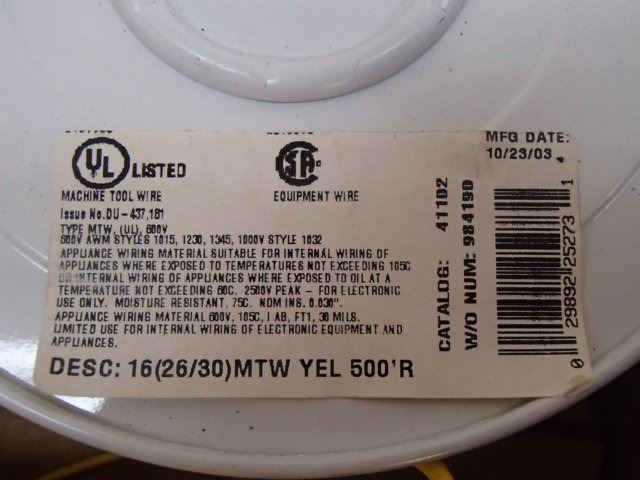 MFG DATE:
10/23/03
UL LISTED
MACHINE TOOL WIRE
Issue No.DU-437,181
TYPE MTW, (UL), 600V
600V AWM STYLES 1015, 1230, 1345, 1000V STYLE 1032
EQUIPMENT WIRE
APPLIANCE WIRING MATERIAL SUITABLE FOR INTERNAL WIRING OF
APPLIANCES WHERE EXPOSED TO TEMPERATURES NOT EXCEEDING 105C
OR INTERNAL WIRING OF APPLIANCES WHERE EXPOSED TO OIL AT A
TEMPERATURE NOT EXCEEDING 60C. 2500V PEAK - FOR ELECTRONIC
USE ONLY. MOISTURE RESISTANT, 75C. NOM INS. 0.030".
APPLIANCE WIRING MATERIAL 600V, 105C, I AB, FT1, 30 MILS.
LIMITED USE FOR INTERNAL WIRING OF ELECTRONIC EQUIPMENT AND
APPLIANCES.
DESC: 16(26/30)MTW YEL 500'R
CATALOG: 41102
W/O NUM: 98419D
0 29892 25273 1